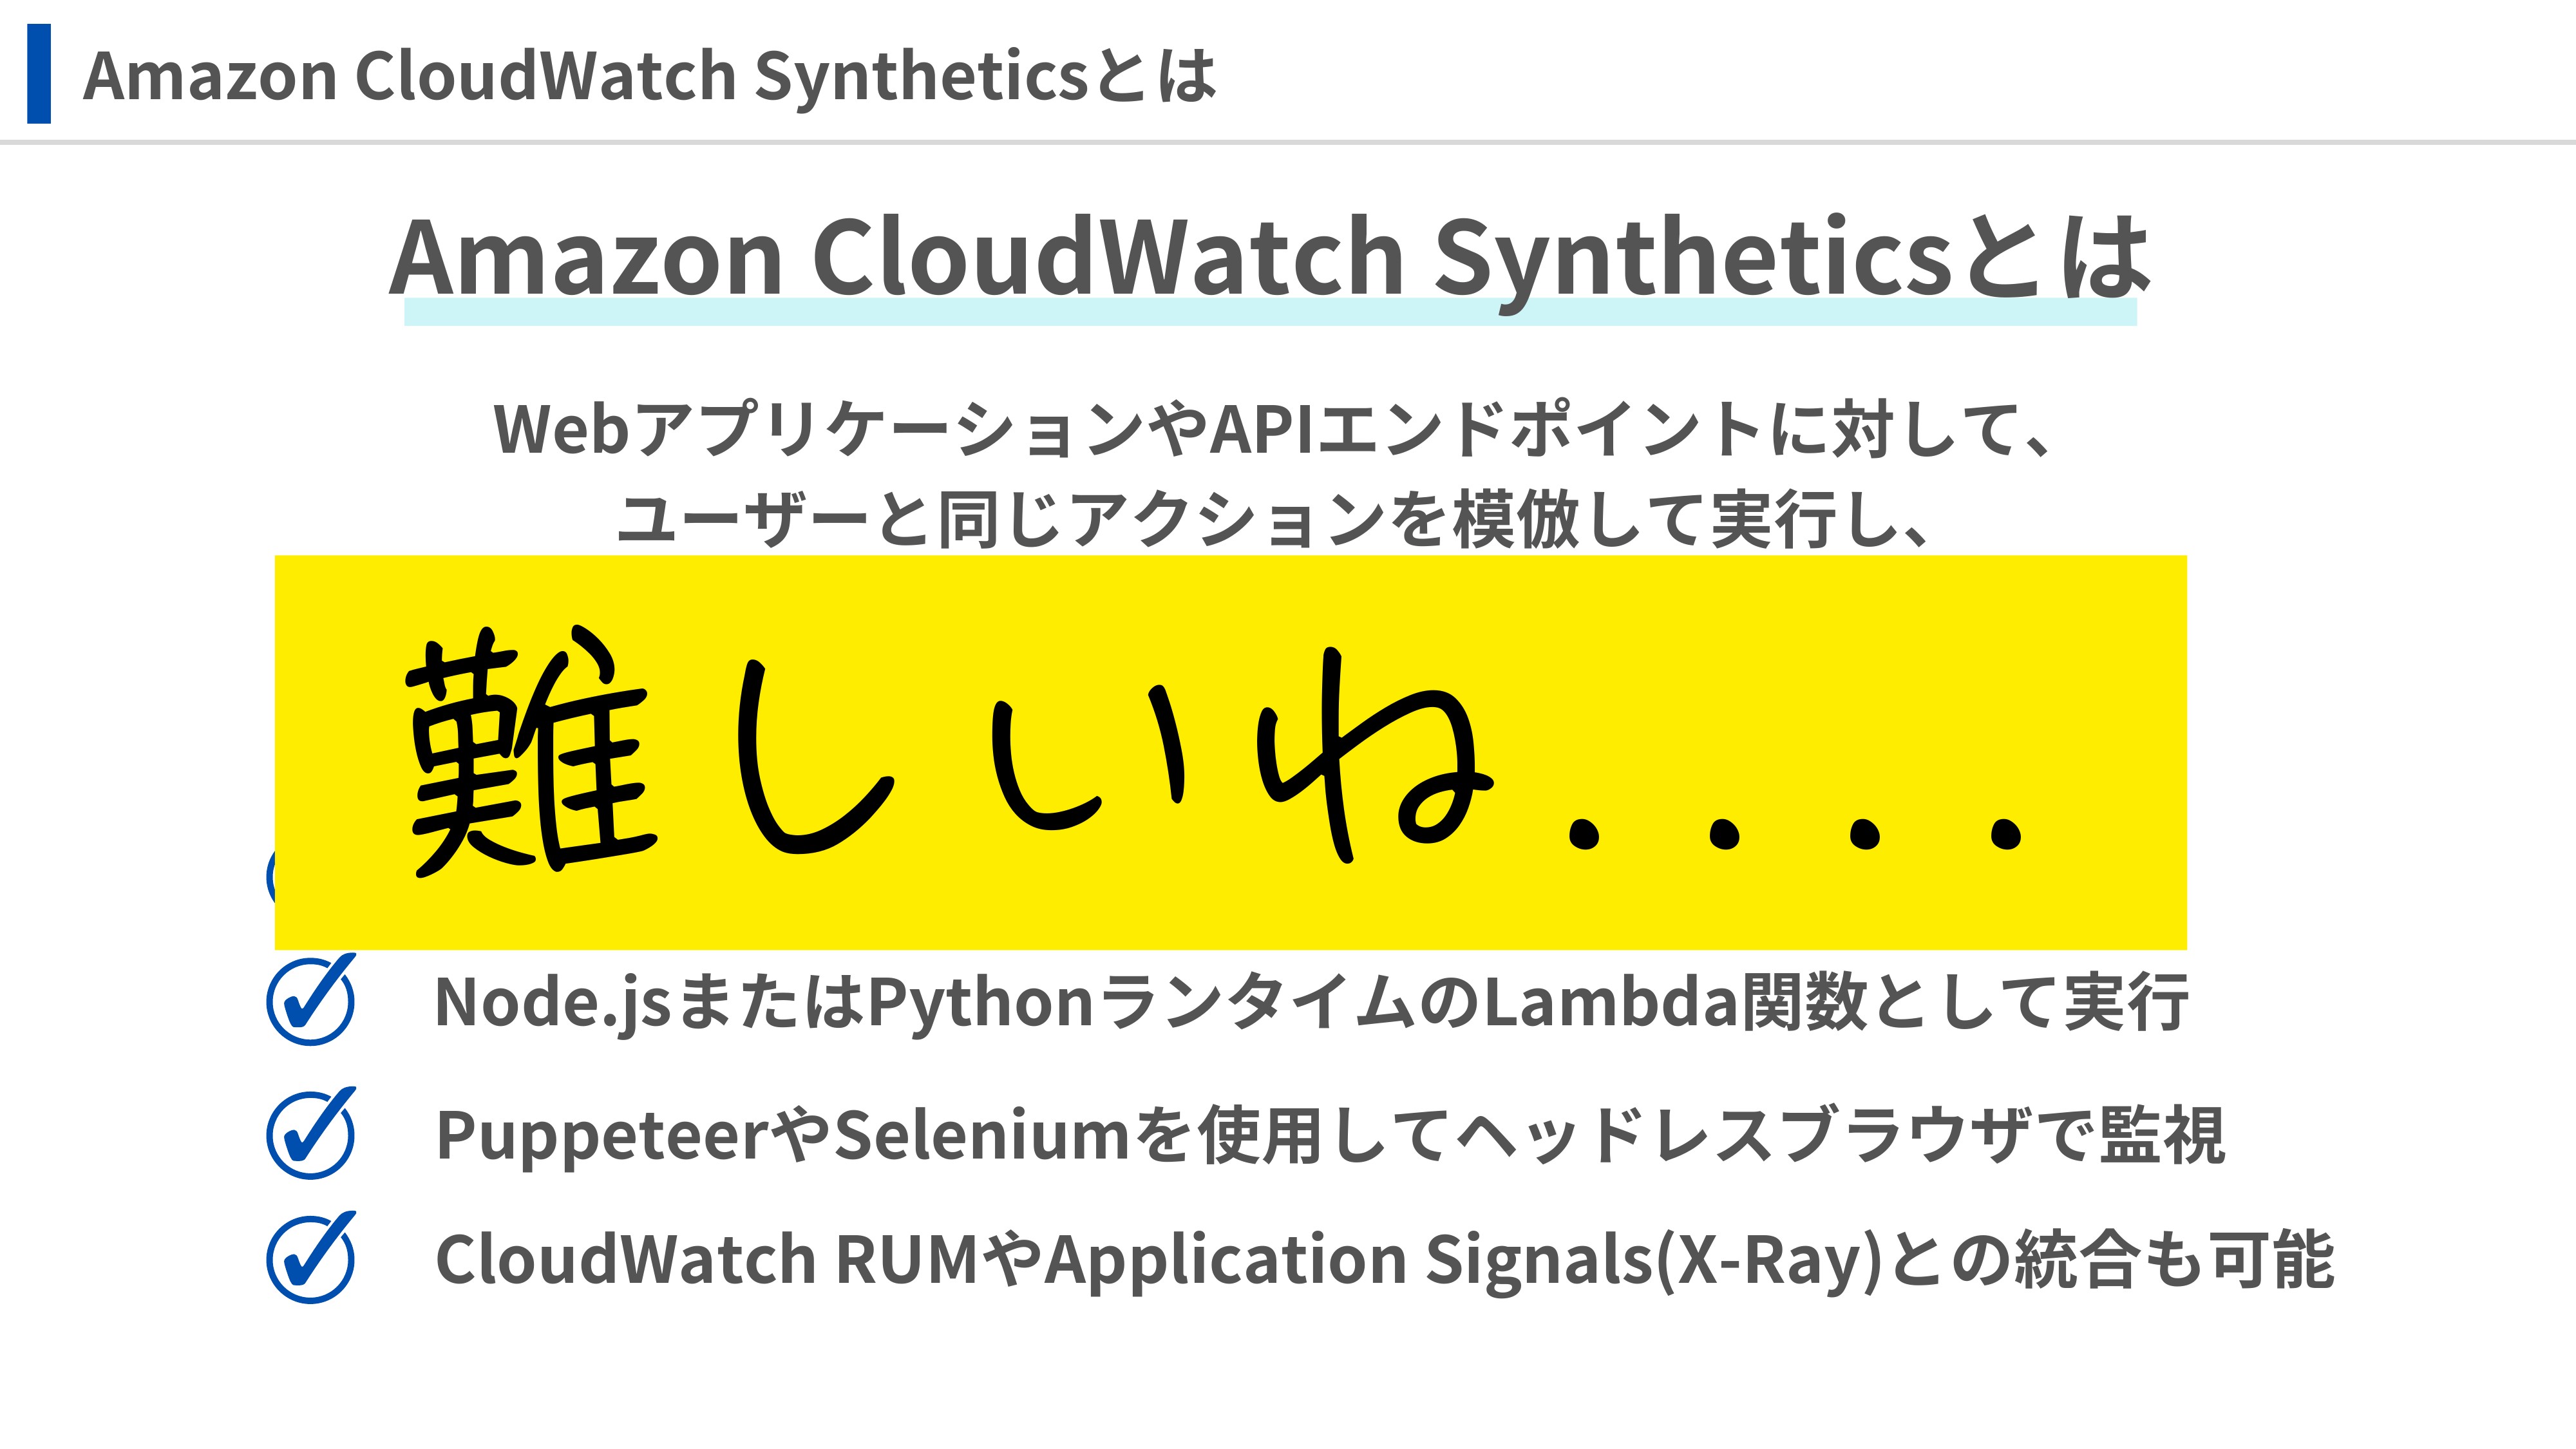 Amazon CloudWatch Syntheticsとは
Amazon CloudWatch Syntheticsとは
WebアプリケーションやAPIエンドポイントに対して、
ユーザーと同じアクションを模倣して実行し、
難しいね....
Node.jsまたはPythonランタイムのLambda関数として実行
PuppeteerやSeleniumを使用してヘッドレスブラウザで監視
CloudWatch RUMやApplication Signals(X-Ray)との統合も可能